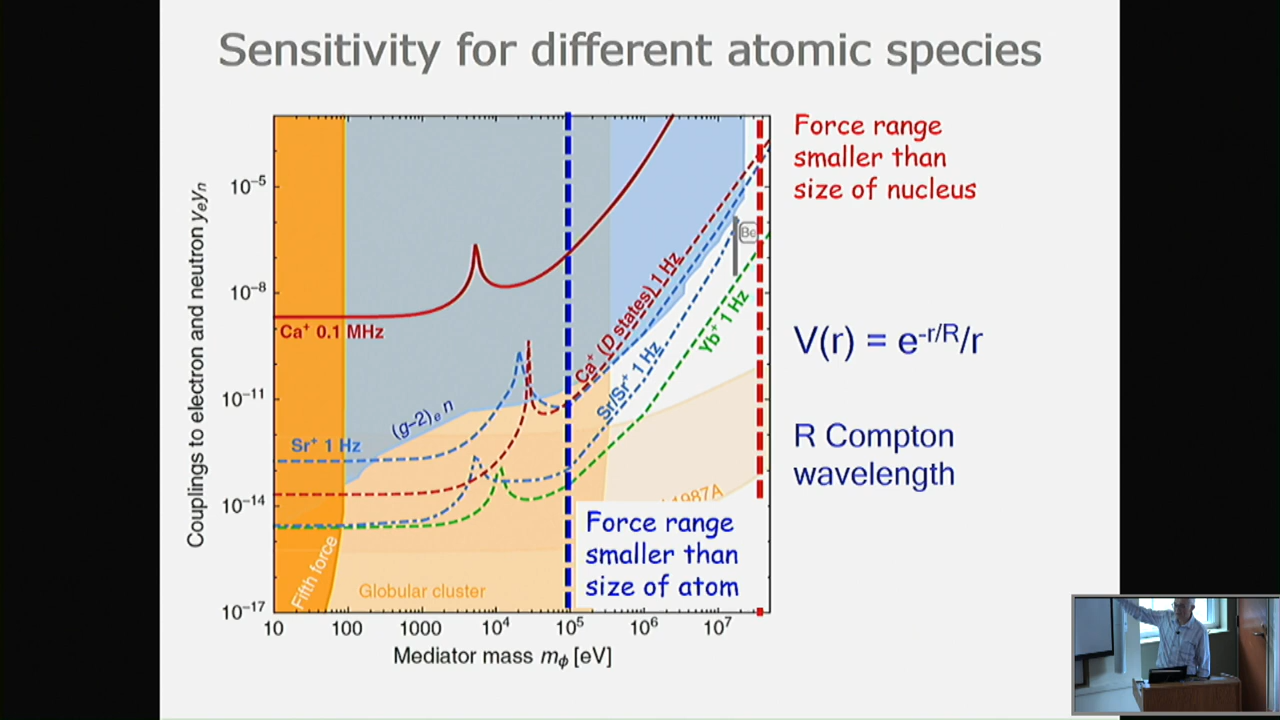 Sensitivity for different atomic species
Force range
smaller than
size of nucleus
V(r) = e-r/R/r
R Compton
wavelength
Couplings to electron and neutron yeyn
10−5
10−8
10−11
10−14
10−17
Ca+ 0.1 MHz
(g−2)e n
Sr+ 1 Hz
Ca+ (D states) 1 Hz
Sr/Sr+ 1 Hz
Yb+ 1 Hz
Be
1987A
Fifth force
Globular cluster
Force range
smaller than
size of atom
10 100 1000 104 105 106 107
Mediator mass mϕ [eV]